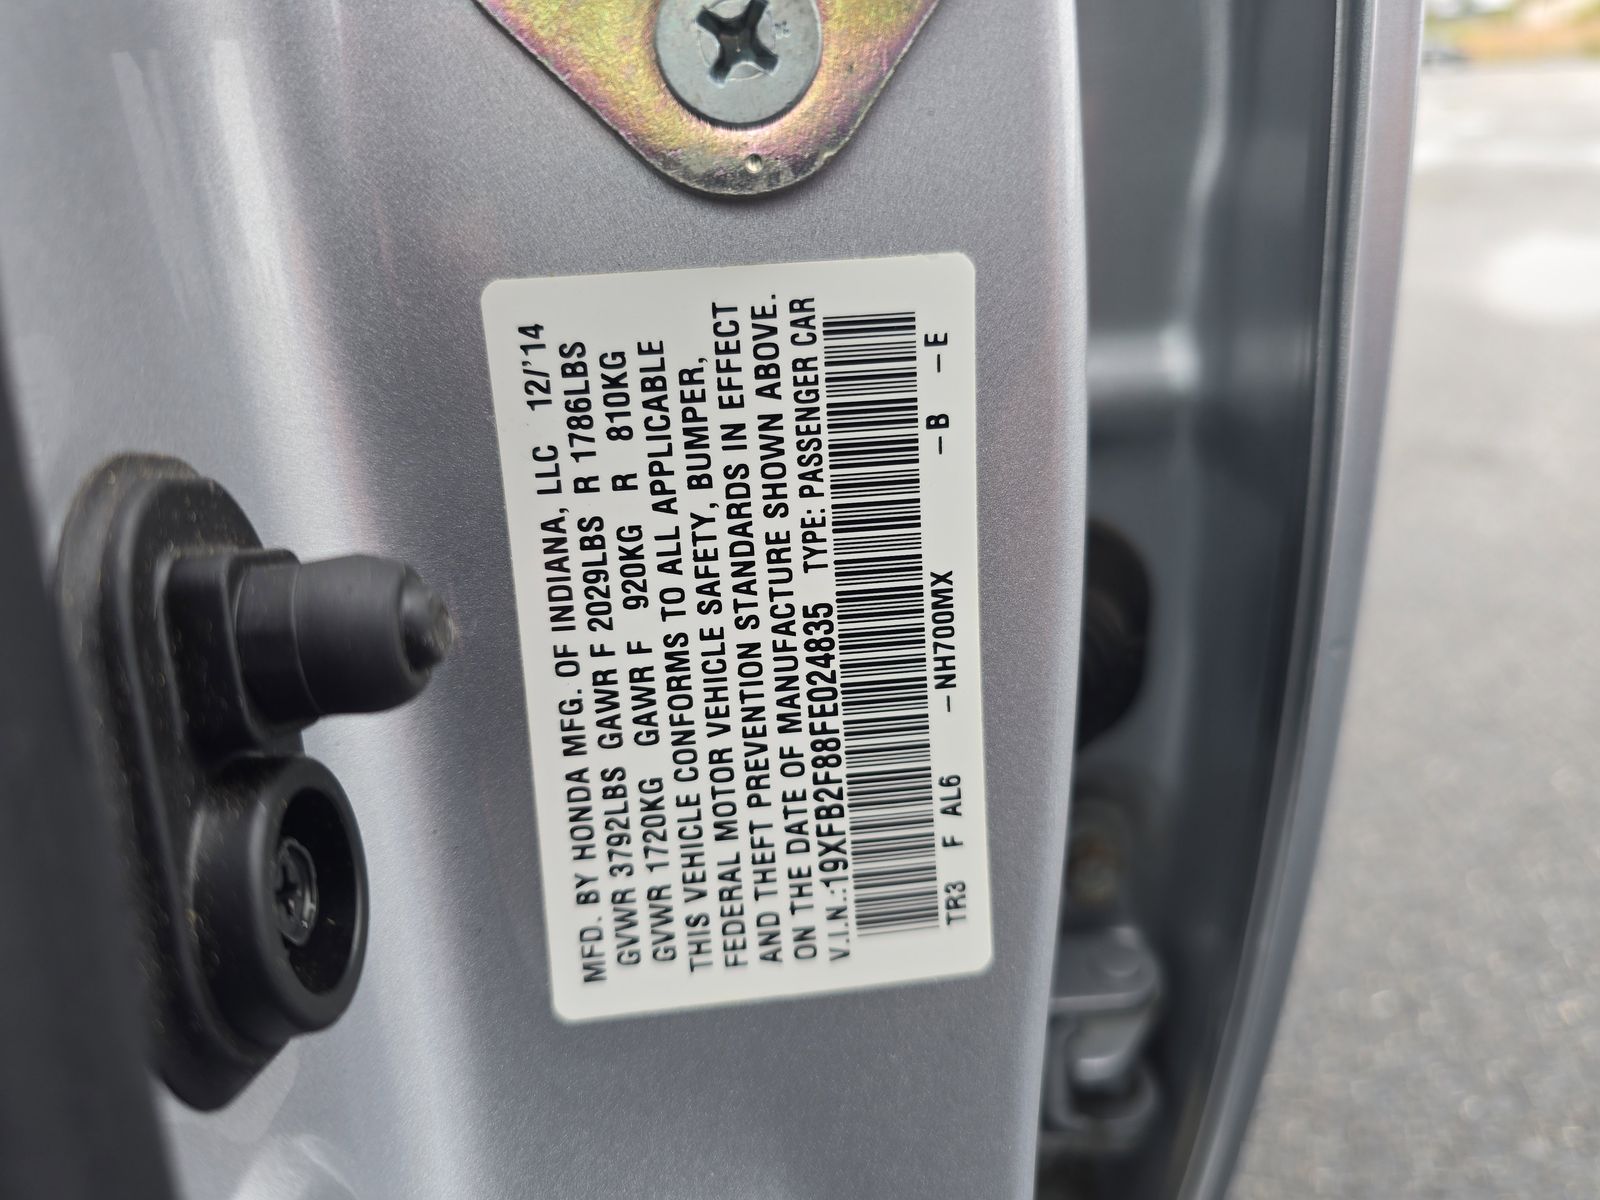 MFD. BY HONDA MFG. OF INDIANA, LLC 12/'14
GVWR 3792LBS GAWR F 2029LBS R 1786LBS
GVWR 1720KG GAWR F 920KG R 810KG
THIS VEHICLE CONFORMS TO ALL APPLICABLE
FEDERAL MOTOR VEHICLE SAFETY, BUMPER,
AND THEFT PREVENTION STANDARDS IN EFFECT
ON THE DATE OF MANUFACTURE SHOWN ABOVE.
V.I.N.:19XFB2F88FE024835 TYPE: PASSENGER CAR
TR3 F AL6 –NH700MX –B –E